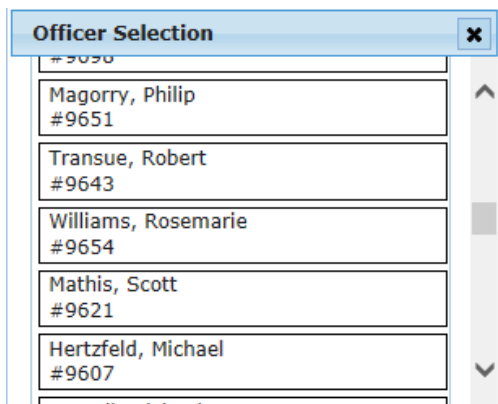 Officer Selection
Magorry, Philip
#9651
Transue, Robert
#9643
Williams, Rosemarie
#9654
Mathis, Scott
#9621
Hertzfeld, Michael
#9607